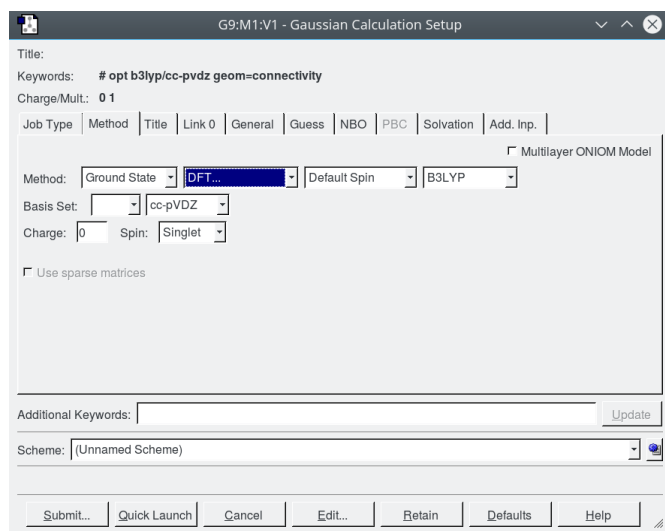 G9:M1:V1 - Gaussian Calculation Setup
Title:
Keywords: # opt b3lyp/cc-pvdz geom=connectivity
Charge/Mult.: 0 1
Job Type Method Title Link 0 General Guess NBO PBC Solvation Add. Inp.
Multilayer ONIOM Model
Method: Ground State DFT... Default Spin B3LYP
Basis Set: cc-pVDZ
Charge: 0 Spin: Singlet
Use sparse matrices
Additional Keywords: Update
Scheme: (Unnamed Scheme)
Submit... Quick Launch Cancel Edit... Retain Defaults Help